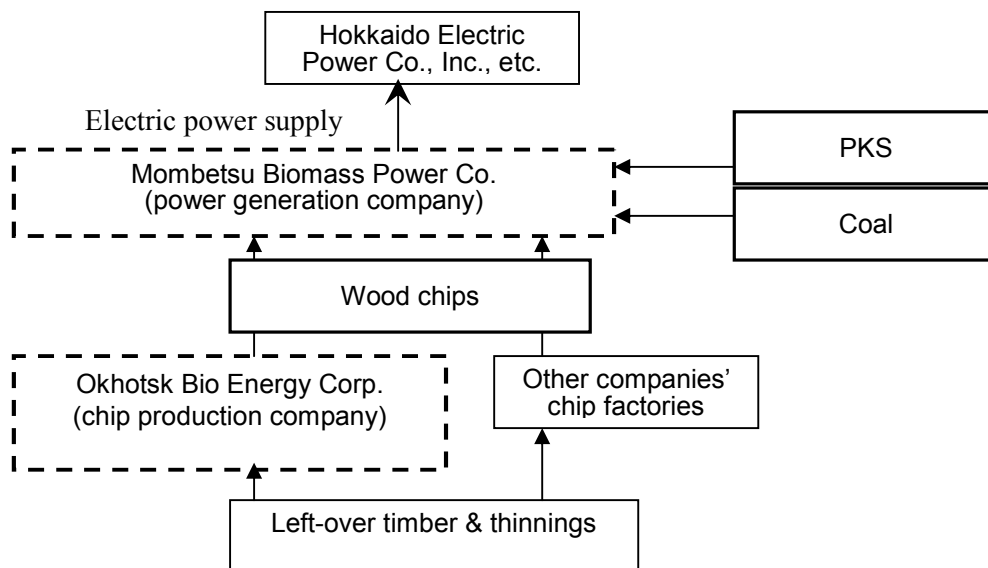 Hokkaido Electric
Power Co., Inc., etc.
Electric power supply
Mombetsu Biomass Power Co.
(power generation company)
PKS
Coal
Wood chips
Okhotsk Bio Energy Corp.
(chip production company)
Other companies’
chip factories
Left-over timber & thinnings